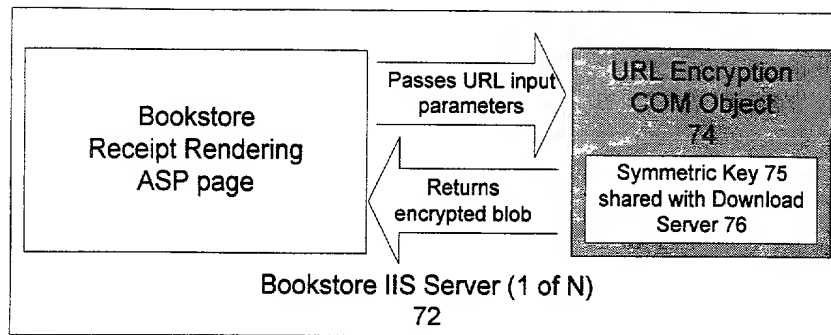 Bookstore
Receipt Rendering
ASP page
Passes URL input
parameters
Returns
encrypted blob
URL Encryption
COM Object
74
Symmetric Key 75
shared with Download
Server 76
Bookstore IIS Server (1 of N)
72